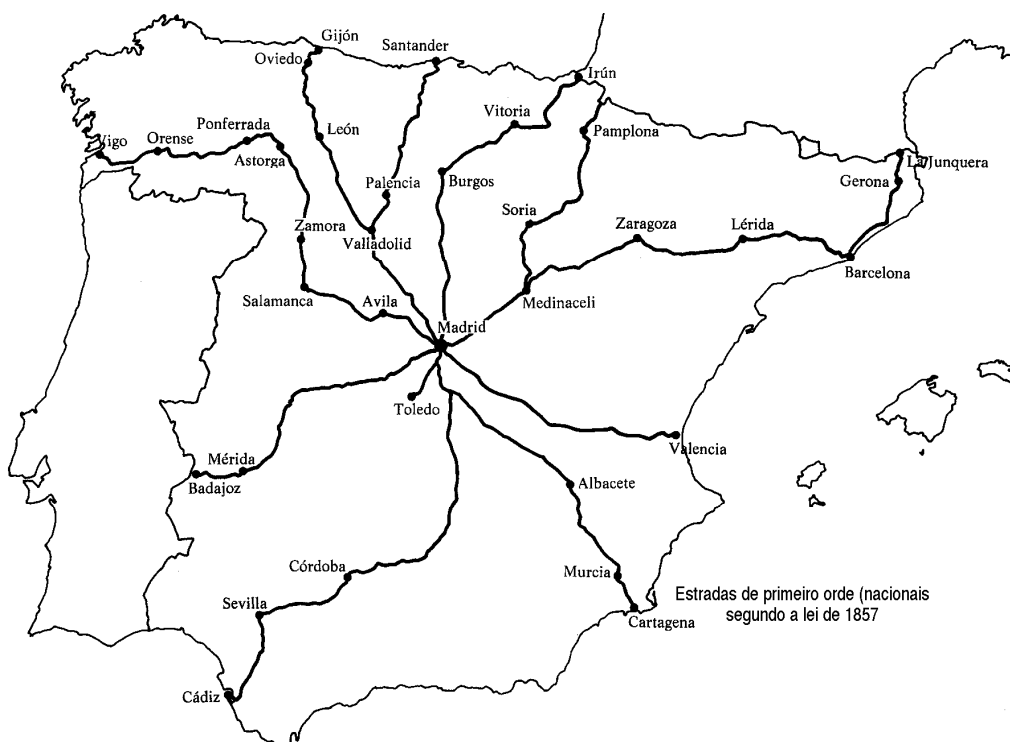 Gijón
Santander
Oviedo
Irún
Vitoria
Ponferrada
León
Pamplona
Vigo
Orense
Astorga
La Junquera
Palencia
Burgos
Gerona
Soria
Zamora
Zaragoza
Lérida
Valladolid
Barcelona
Salamanca
Avila
Medinaceli
Madrid
Toledo
Valencia
Mérida
Badajoz
Albacete
Córdoba
Murcia
Estradas de primeiro orde (nacionais
segundo a lei de 1857
Sevilla
Cartagena
Cádiz